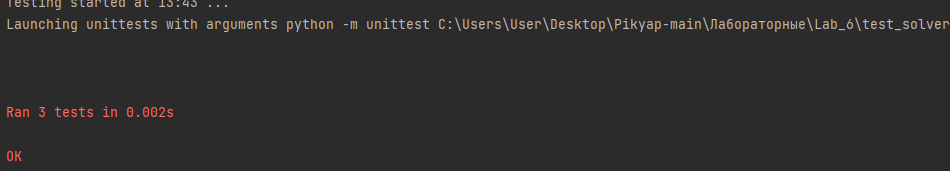 Testing started at 13:43 ...
Launching unittests with arguments python -m unittest C:\Users\User\Desktop\Pikyap-main\Лабораторные\Lab_6\test_solver
Ran 3 tests in 0.002s
OK